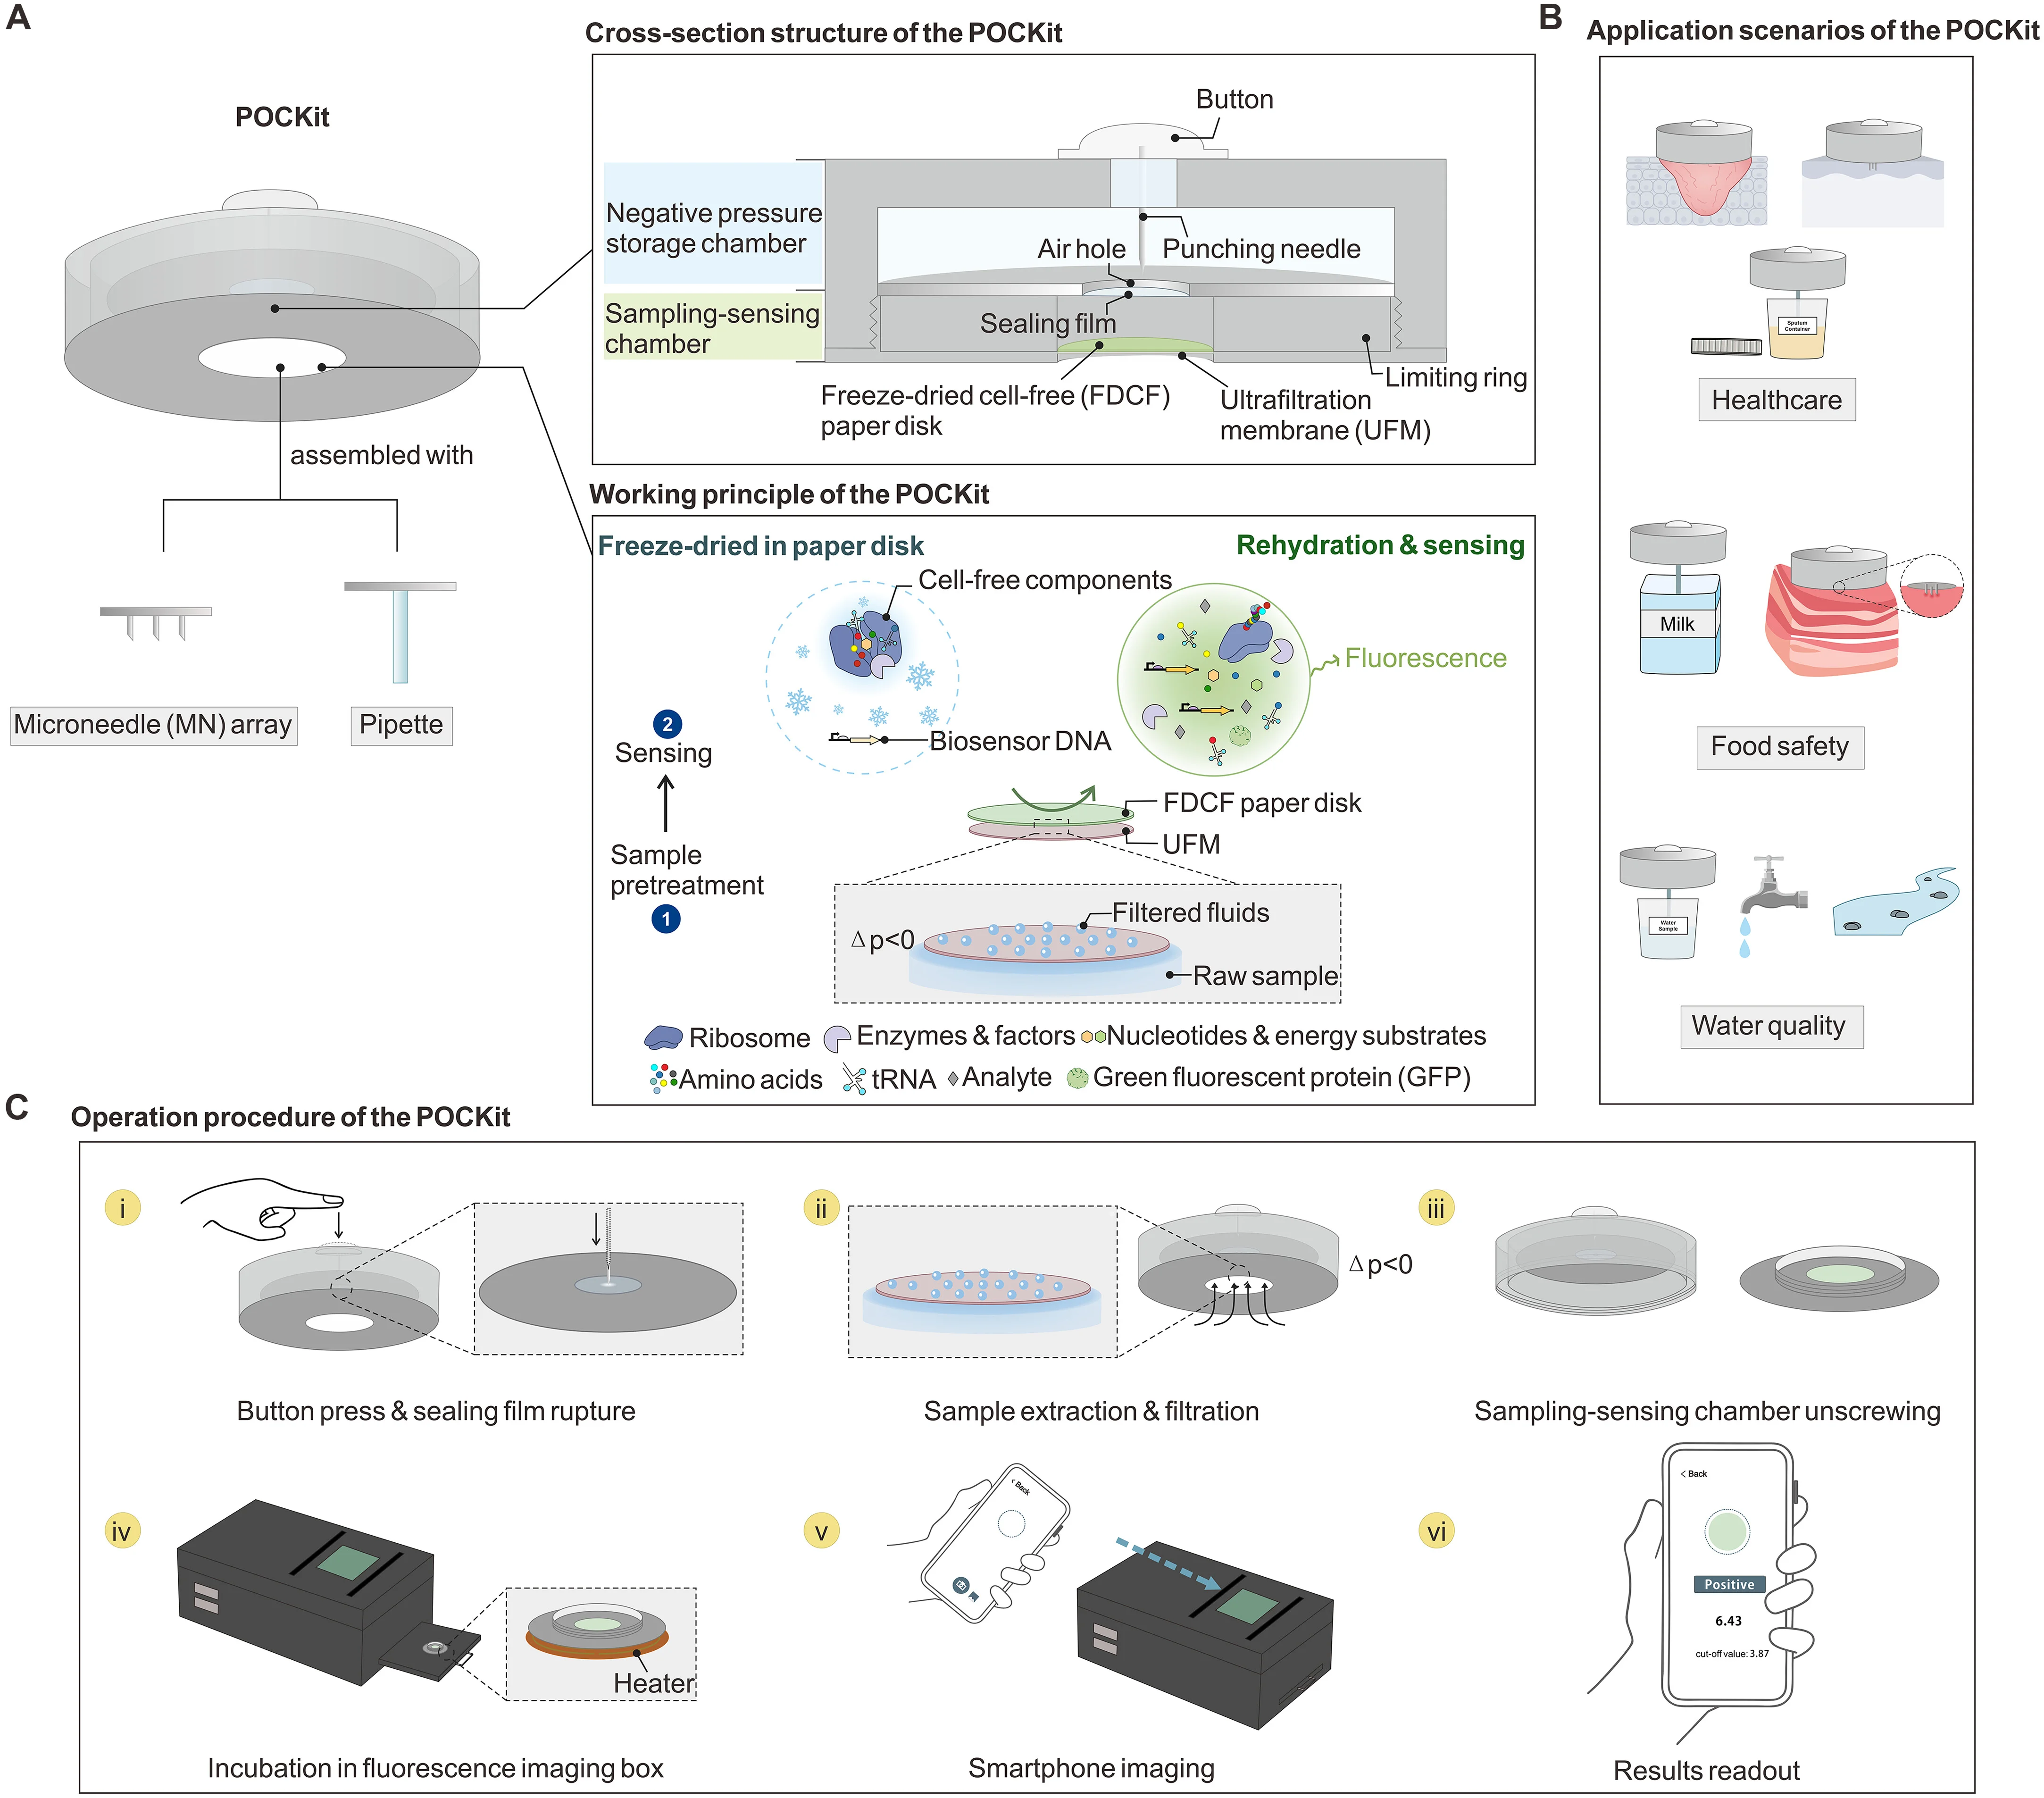 A
POCKit
assembled with
Microneedle (MN) array
Pipette
Cross-section structure of the POCKit
Button
Negative pressure
storage chamber
Air hole
Punching needle
Sampling-sensing
chamber
Sealing film
Limiting ring
Freeze-dried cell-free (FDCF)
paper disk
Ultrafiltration
membrane (UFM)
Working principle of the POCKit
Freeze-dried in paper disk
Rehydration & sensing
Cell-free components
Fluorescence
2
Sensing
Biosensor DNA
FDCF paper disk
UFM
Sample
pretreatment
1
Filtered fluids
Δ p<0
Raw sample
Ribosome
Enzymes & factors
Nucleotides & energy substrates
Amino acids
tRNA
Analyte
Green fluorescent protein (GFP)
B
Application scenarios of the POCKit
Sputum
Container
Healthcare
Milk
Food safety
Water
Sample
Water quality
C
Operation procedure of the POCKit
i
Button press & sealing film rupture
ii
Δ p<0
Sample extraction & filtration
iii
Sampling-sensing chamber unscrewing
iv
Heater
Incubation in fluorescence imaging box
v
< Back
Smartphone imaging
vi
< Back
Positive
6.43
cut-off value: 3.87
Results readout